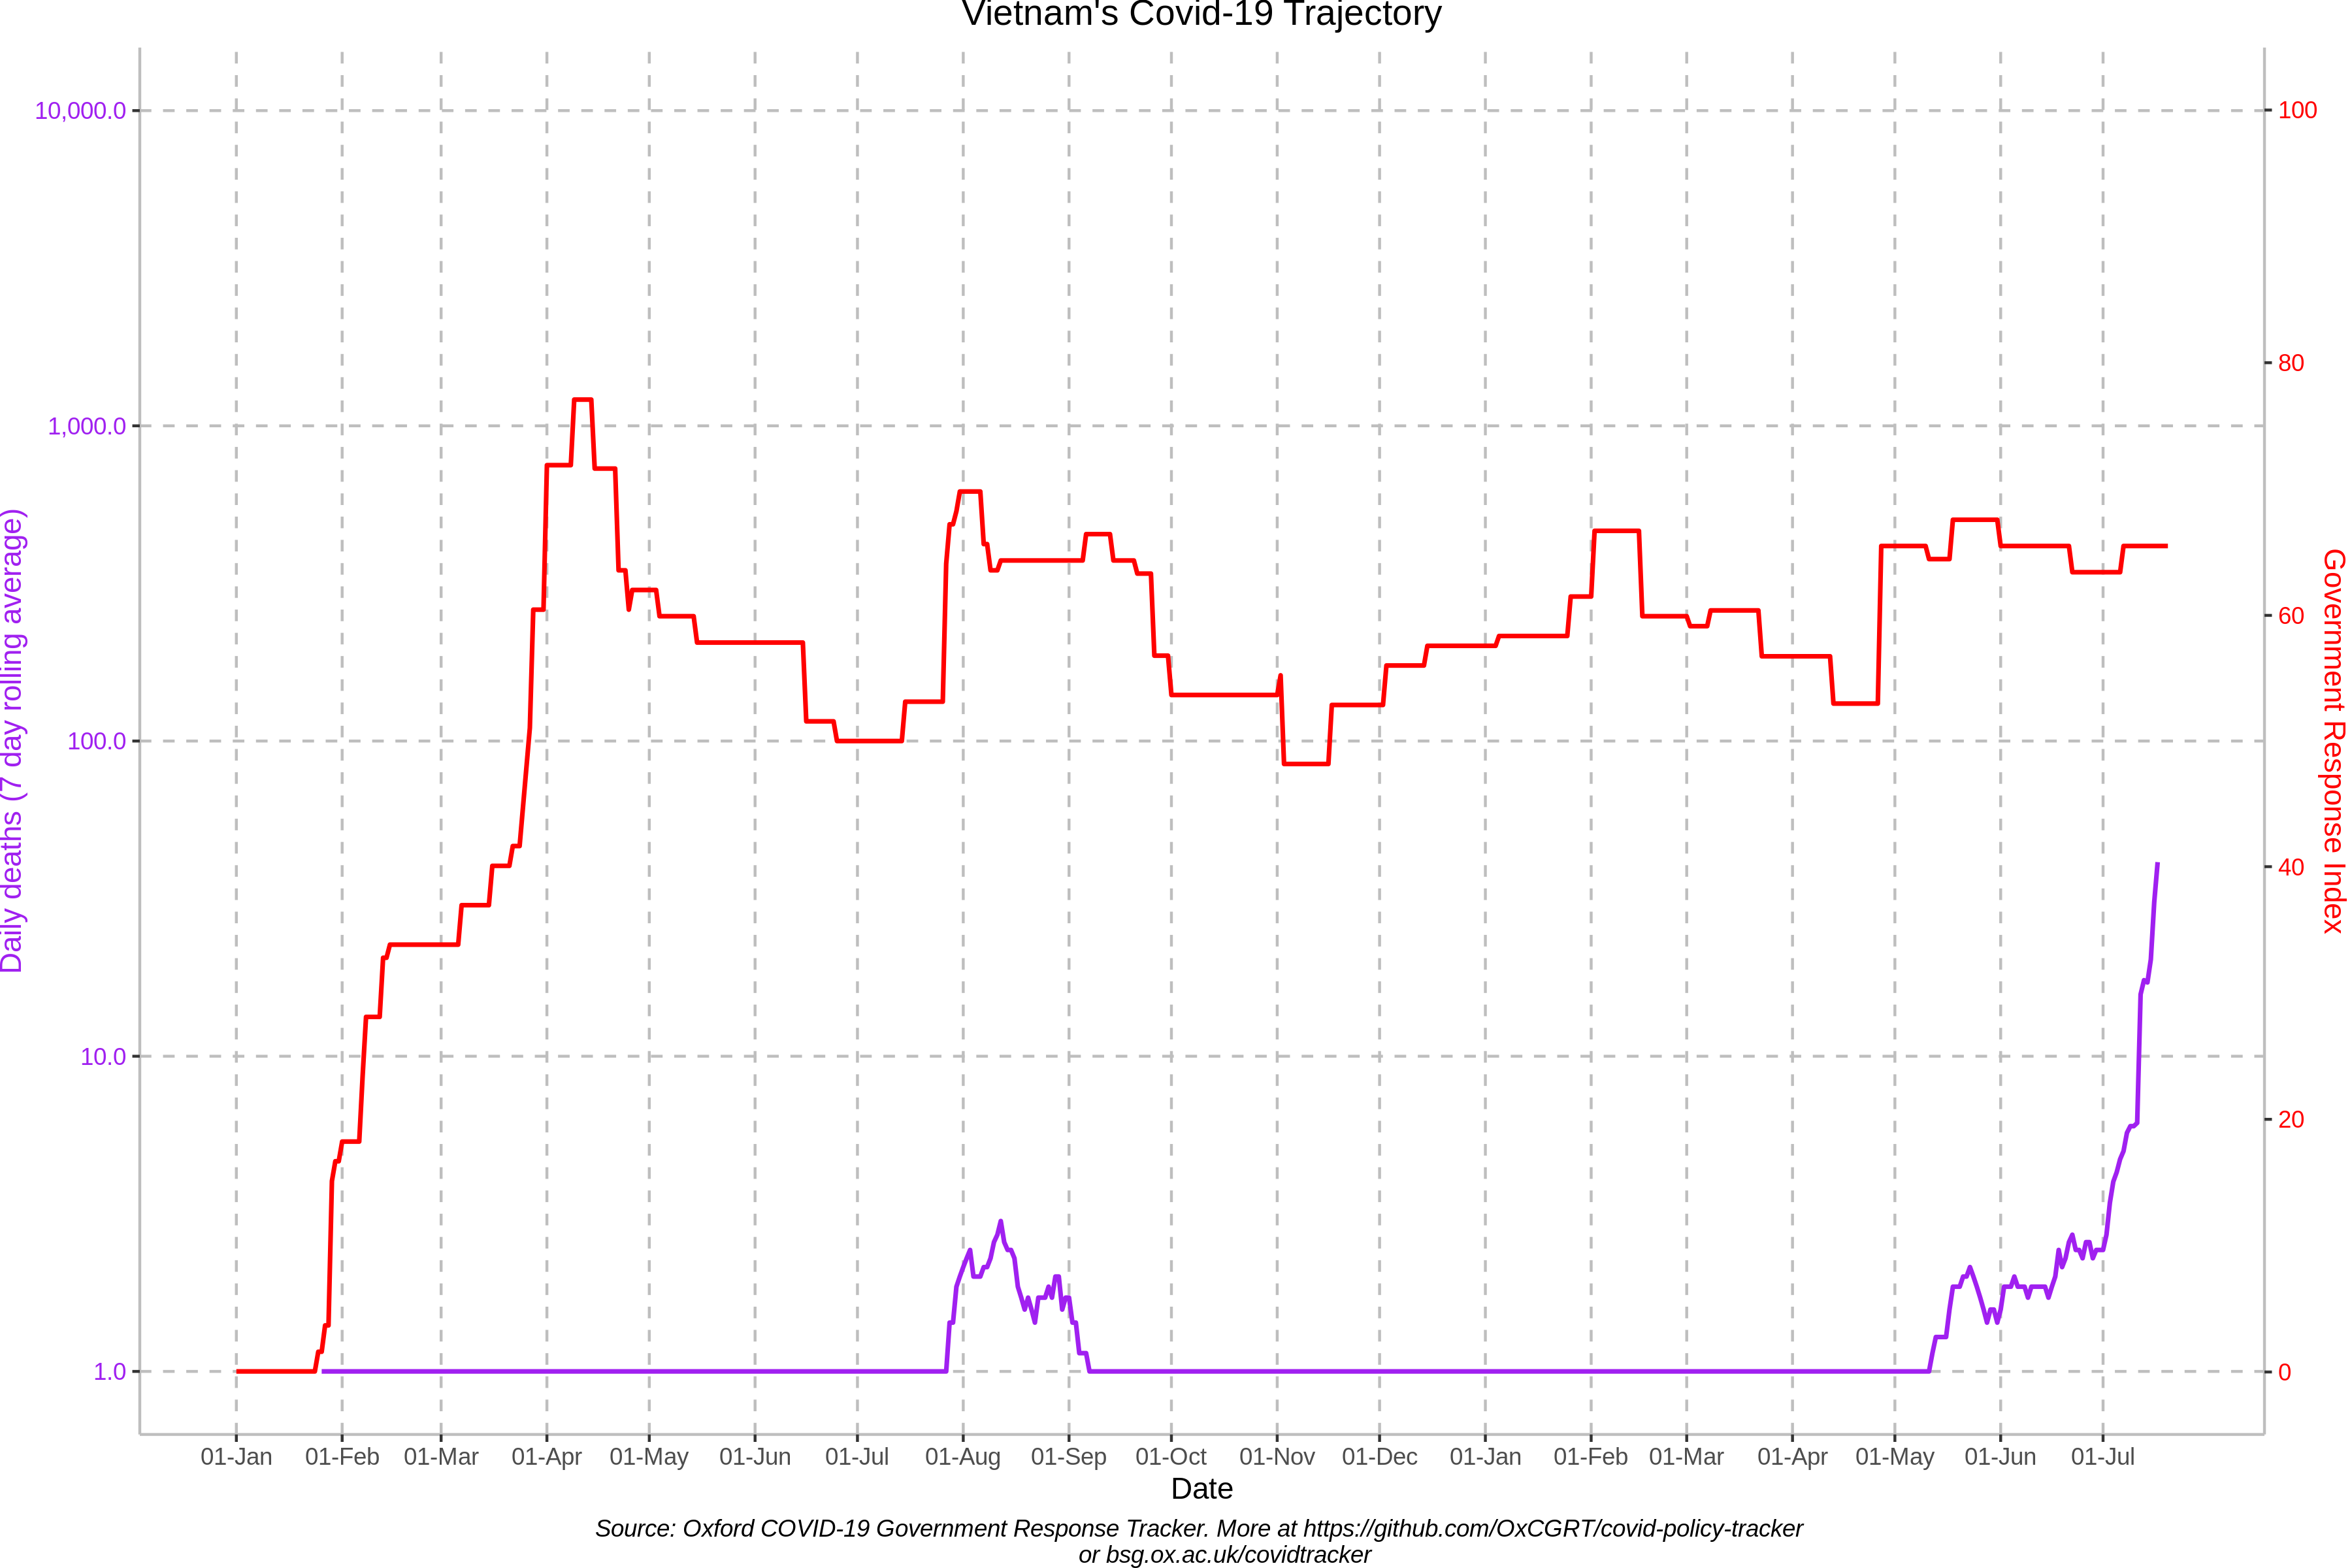 Vietnam's Covid-19 Trajectory
10,000.0
1,000.0
100.0
10.0
1.0
Daily deaths (7 day rolling average)
100
80
60
40
20
0
Government Response Index
01-Jan 01-Feb 01-Mar 01-Apr 01-May 01-Jun 01-Jul 01-Aug 01-Sep 01-Oct 01-Nov 01-Dec 01-Jan 01-Feb 01-Mar 01-Apr 01-May 01-Jun 01-Jul
Date
Source: Oxford COVID-19 Government Response Tracker. More at https://github.com/OxCGRT/covid-policy-tracker
or bsg.ox.ac.uk/covidtracker